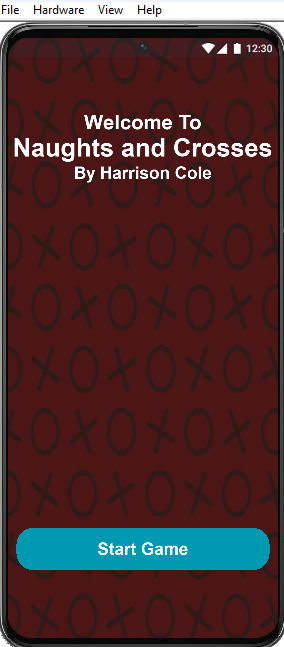 File Hardware View Help
12:30
Welcome To
Naughts and Crosses
By Harrison Cole
Start Game